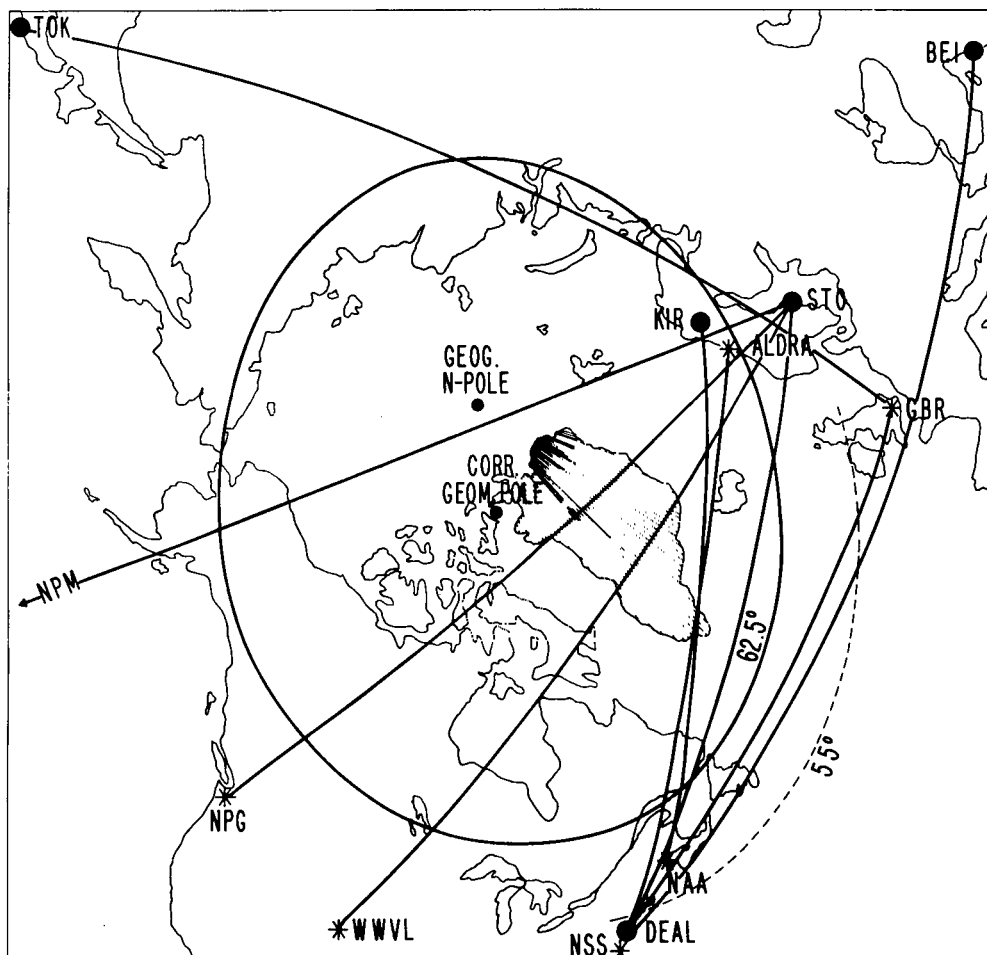 TOK
BEI
STO
KIR
ALDRA
GEOG.
N-POLE
GBR
CORR.
GEOM.POLE
NPM
62.5°
55°
NPG
NAA
WWVL
DEAL
NSS